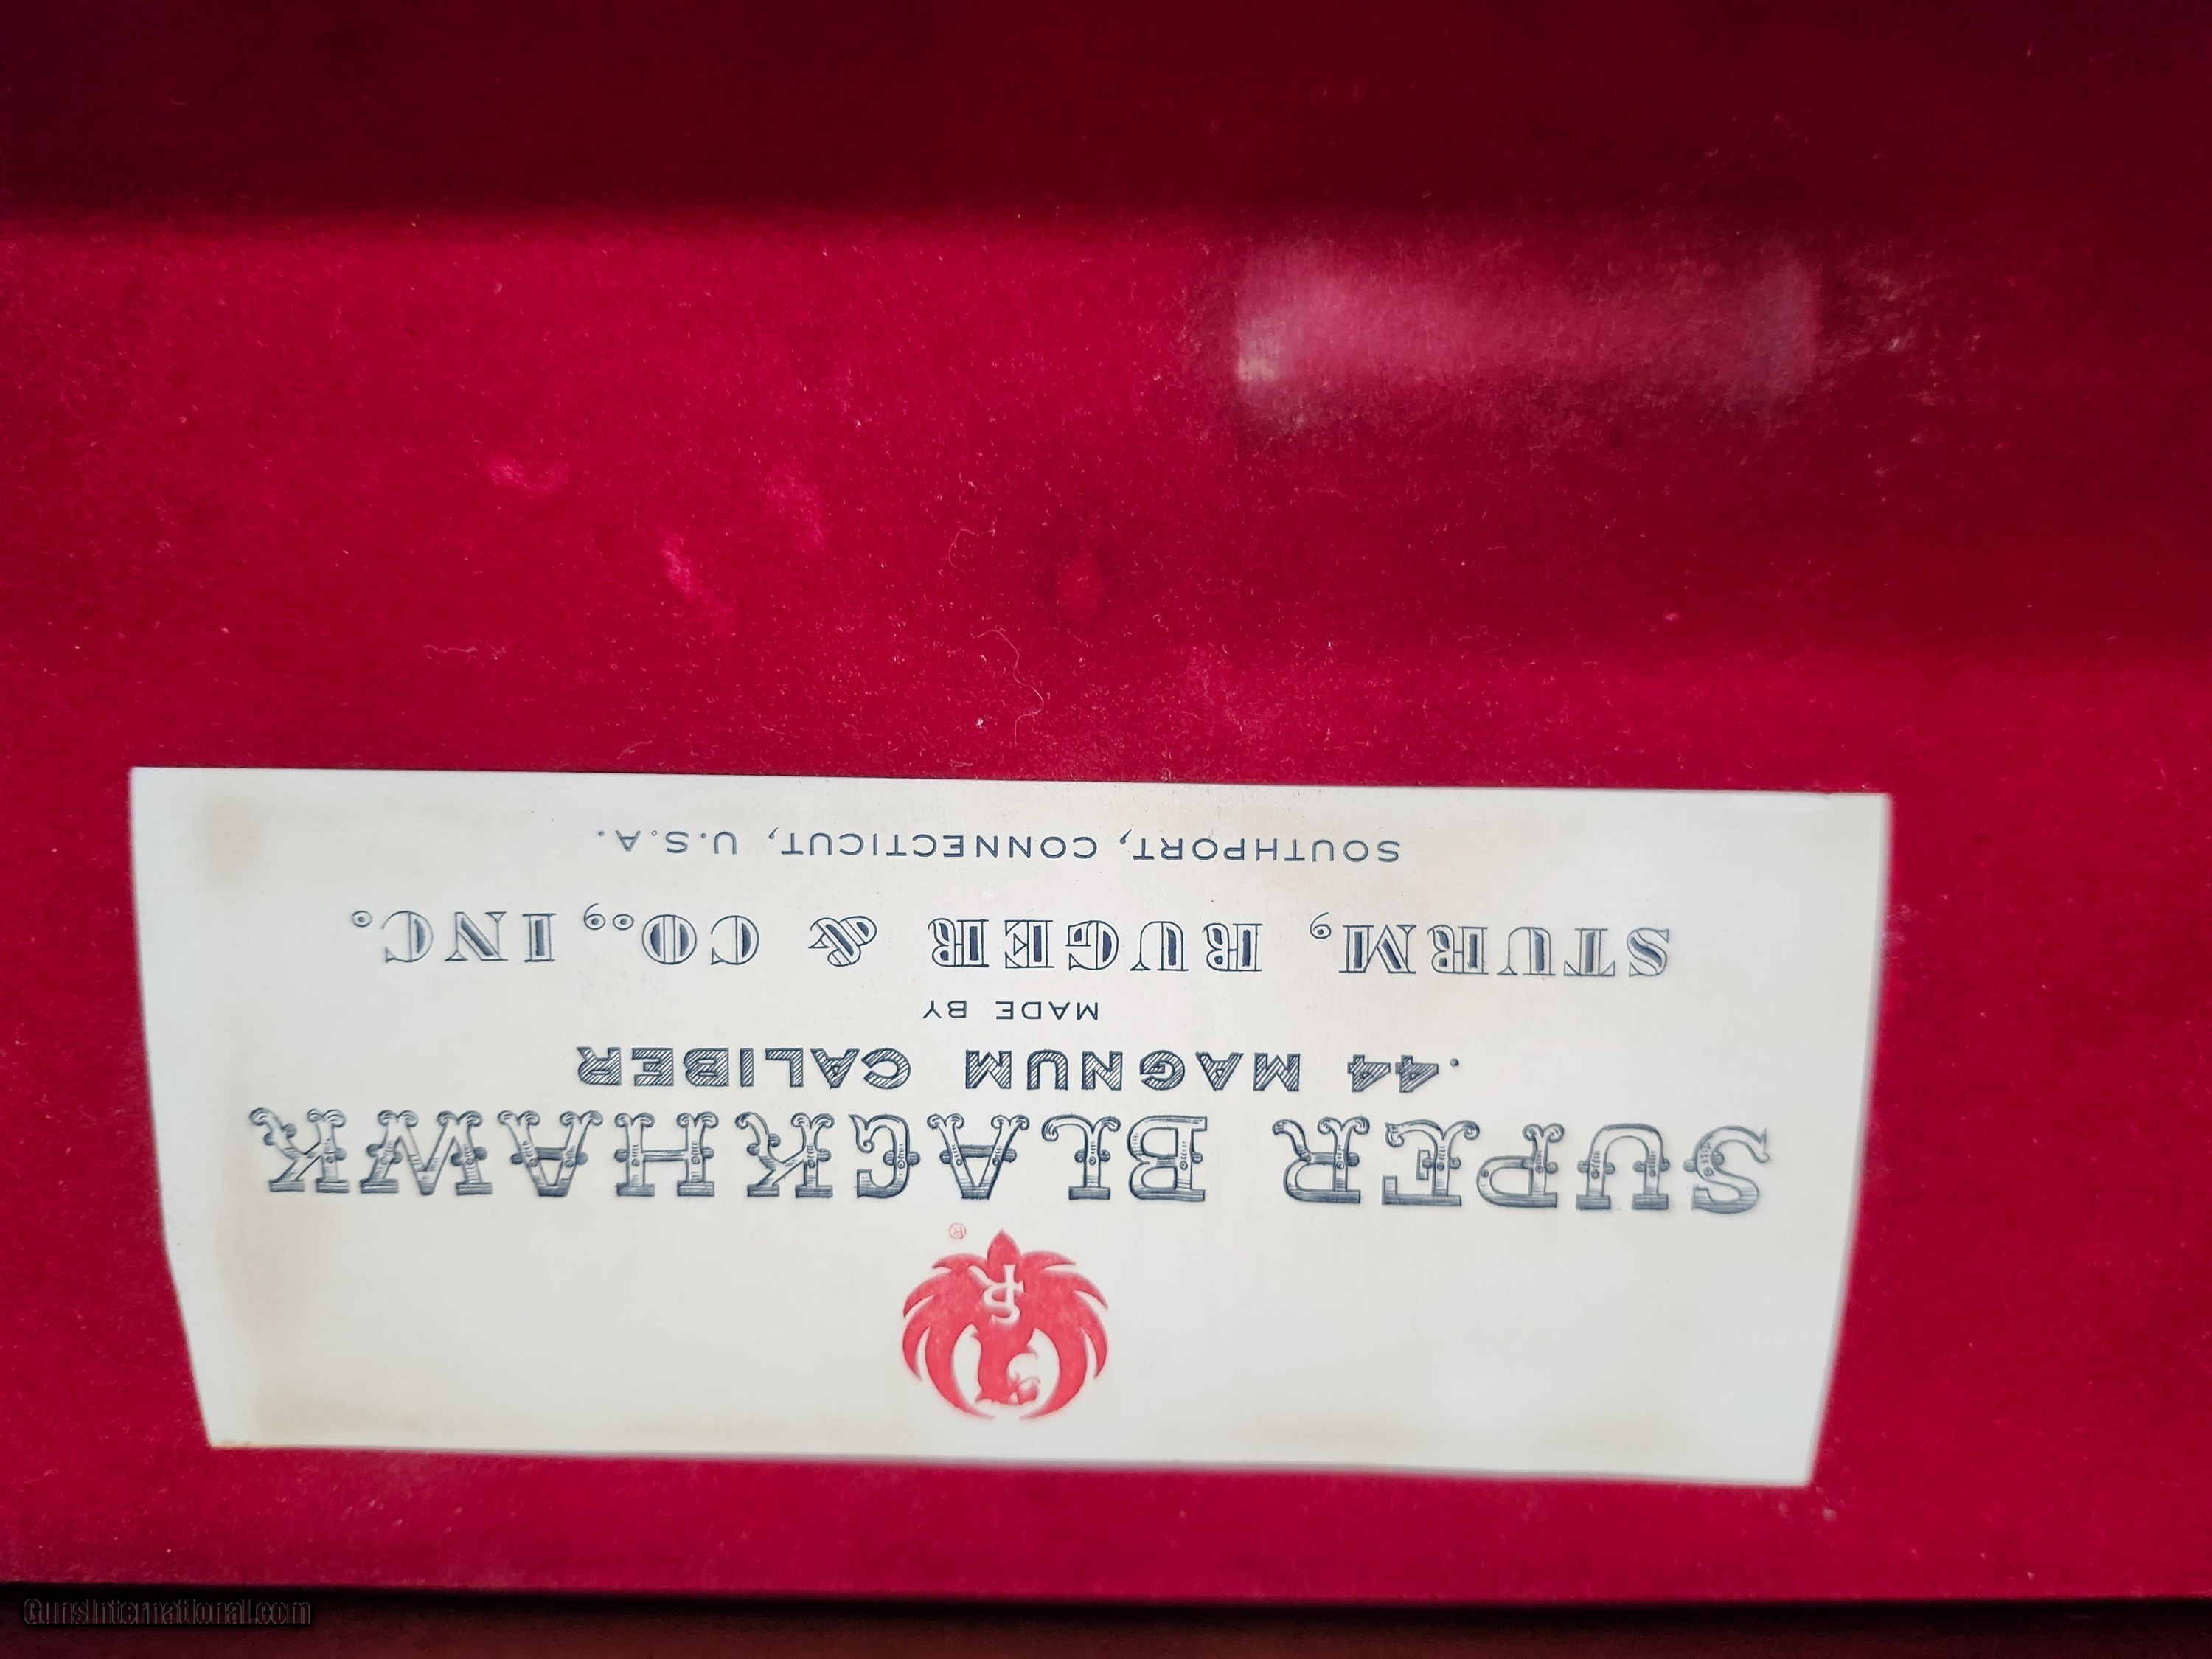 ®
SUPER BLACKHAWK
.44 MAGNUM CALIBER
MADE BY
STURM, RUGER & CO., INC.
SOUTHPORT, CONNECTICUT, U.S.A.
GunsInternational.com